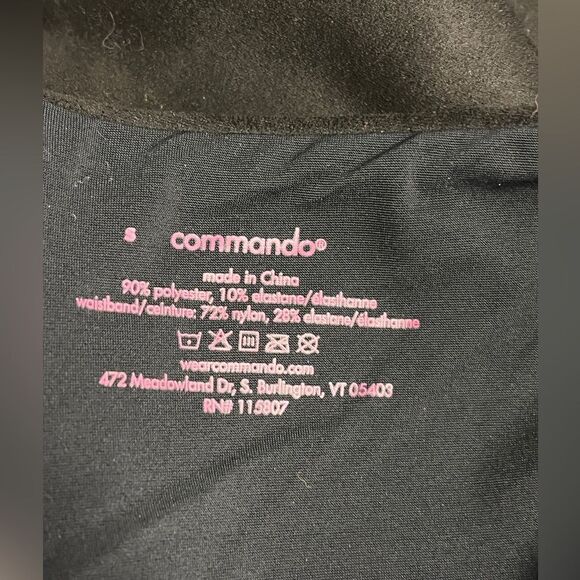 S commando®
made in China
90% polyester, 10% elastane/élasthanne
waistband/ceinture: 72% nylon, 28% elastane/élasthanne
wearcommando.com
472 Meadowland Dr, S. Burlington, VT 05403
RN# 115807